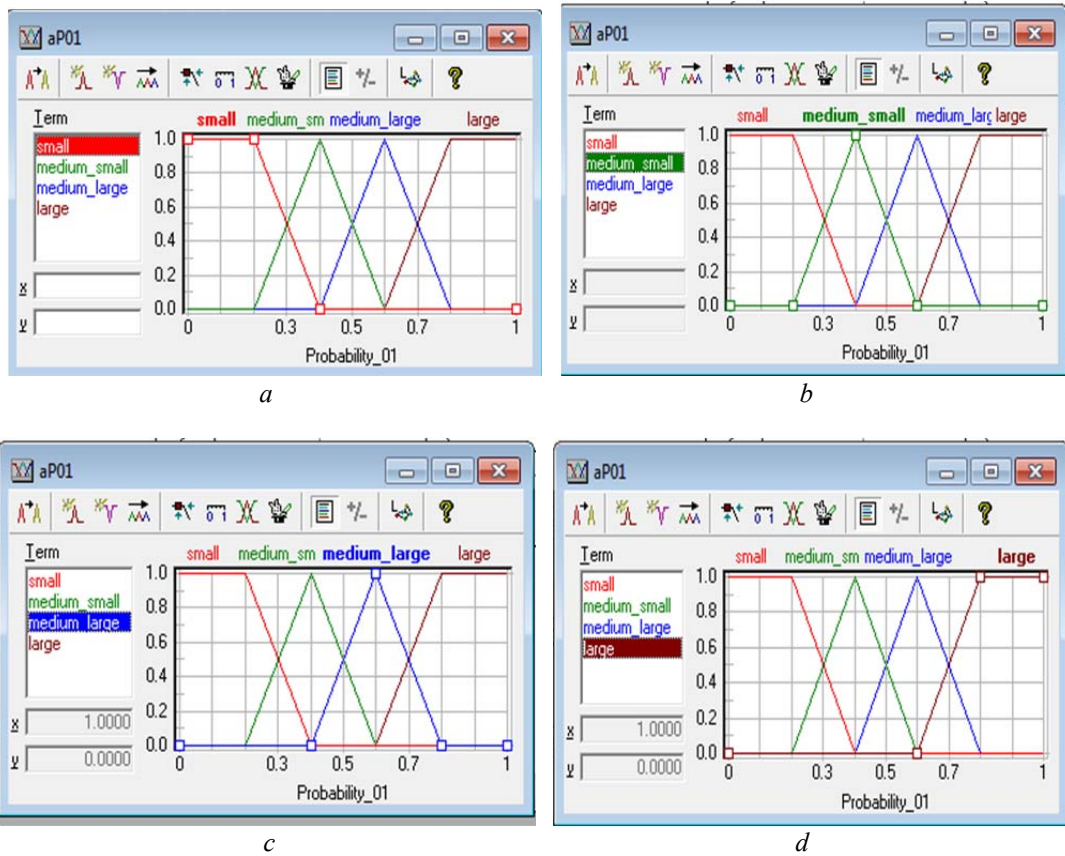 aP01
Term
small medium_sm medium_large large
small
medium_small
medium_large
large
1.0
0.8
0.6
0.4
0.2
0.0
x
y
0 0.3 0.5 0.7 1
Probability_01
a
aP01
Term
small medium_small medium_larg large
small
medium_small
medium_large
large
1.0
0.8
0.6
0.4
0.2
0.0
x
y
0 0.3 0.5 0.7 1
Probability_01
b
aP01
Term
small medium_sm medium_large large
small
medium_small
medium_large
large
1.0
0.8
0.6
0.4
0.2
0.0
x 1.0000
y 0.0000
0 0.3 0.5 0.7 1
Probability_01
c
aP01
Term
small medium_sm medium_large large
small
medium_small
medium_large
large
1.0
0.8
0.6
0.4
0.2
0.0
x 1.0000
y 0.0000
0 0.3 0.5 0.7 1
Probability_01
d